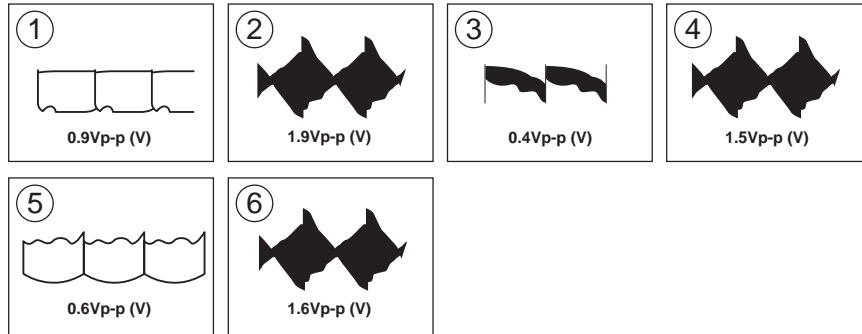 1
0.9Vp-p (V)
2
1.9Vp-p (V)
3
0.4Vp-p (V)
4
1.5Vp-p (V)
5
0.6Vp-p (V)
6
1.6Vp-p (V)